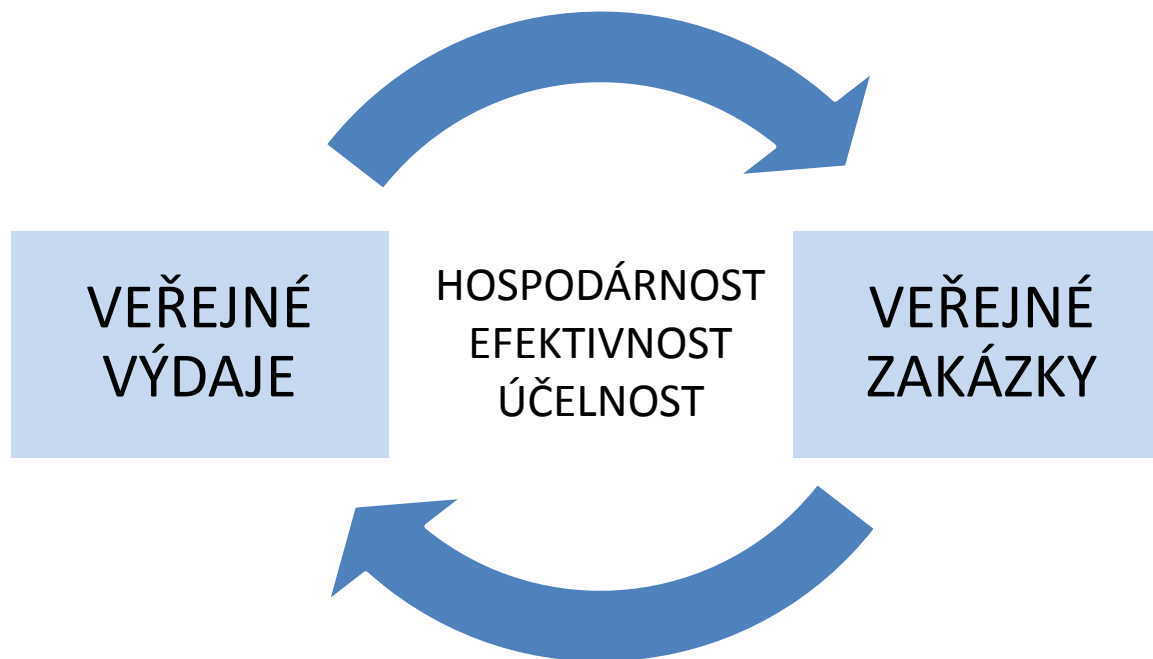 VEŘEJNÉ
VÝDAJE
HOSPODÁRNOST
EFEKTIVNOST
ÚČELNOST
VEŘEJNÉ
ZAKÁZKY